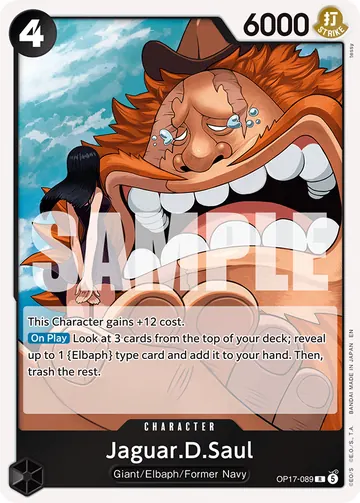 4
6000
打
STRIKE
SAMPLE
This Character gains +12 cost.
On Play Look at 3 cards from the top of your deck; reveal
up to 1 {Elbaph} type card and add it to your hand. Then,
trash the rest.
CHARACTER
Jaguar.D.Saul
Giant/Elbaph/Former Navy
OP17-089 R 5
BANDAI MADE IN JAPAN EN